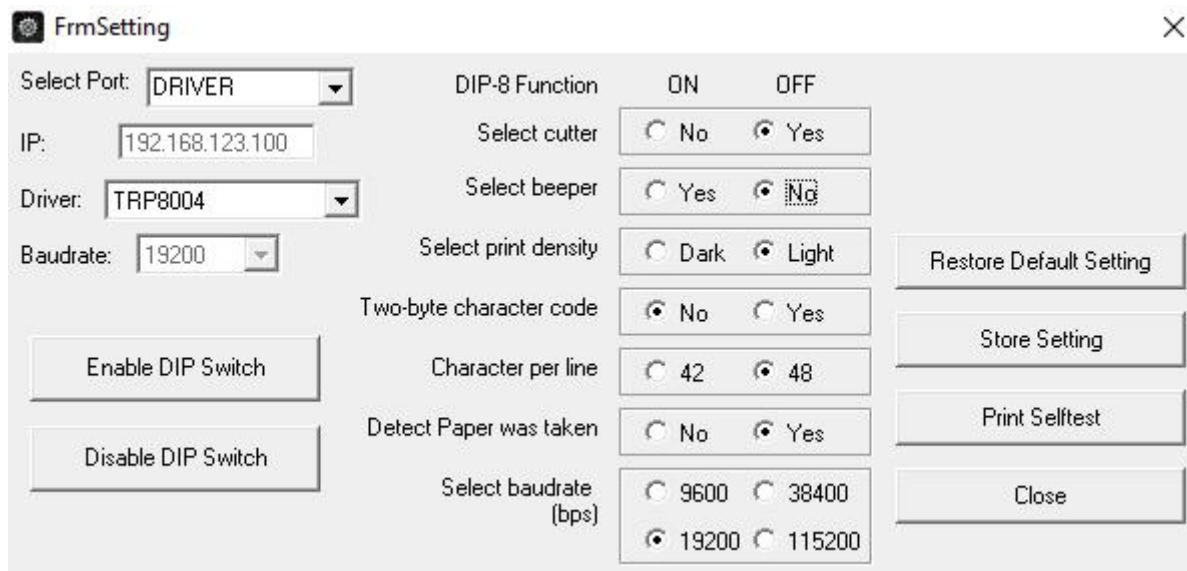 FrmSetting
Select Port: DRIVER
IP: 192.168.123.100
Driver: TRP8004
Baudrate: 19200
Enable DIP Switch
Disable DIP Switch
DIP-8 Function ON OFF
Select cutter No Yes
Select beeper Yes No
Select print density Dark Light
Two-byte character code No Yes
Character per line 42 48
Detect Paper was taken No Yes
Select baudrate 9600 38400
(bps)
19200 115200
Restore Default Setting
Store Setting
Print Selftest
Close